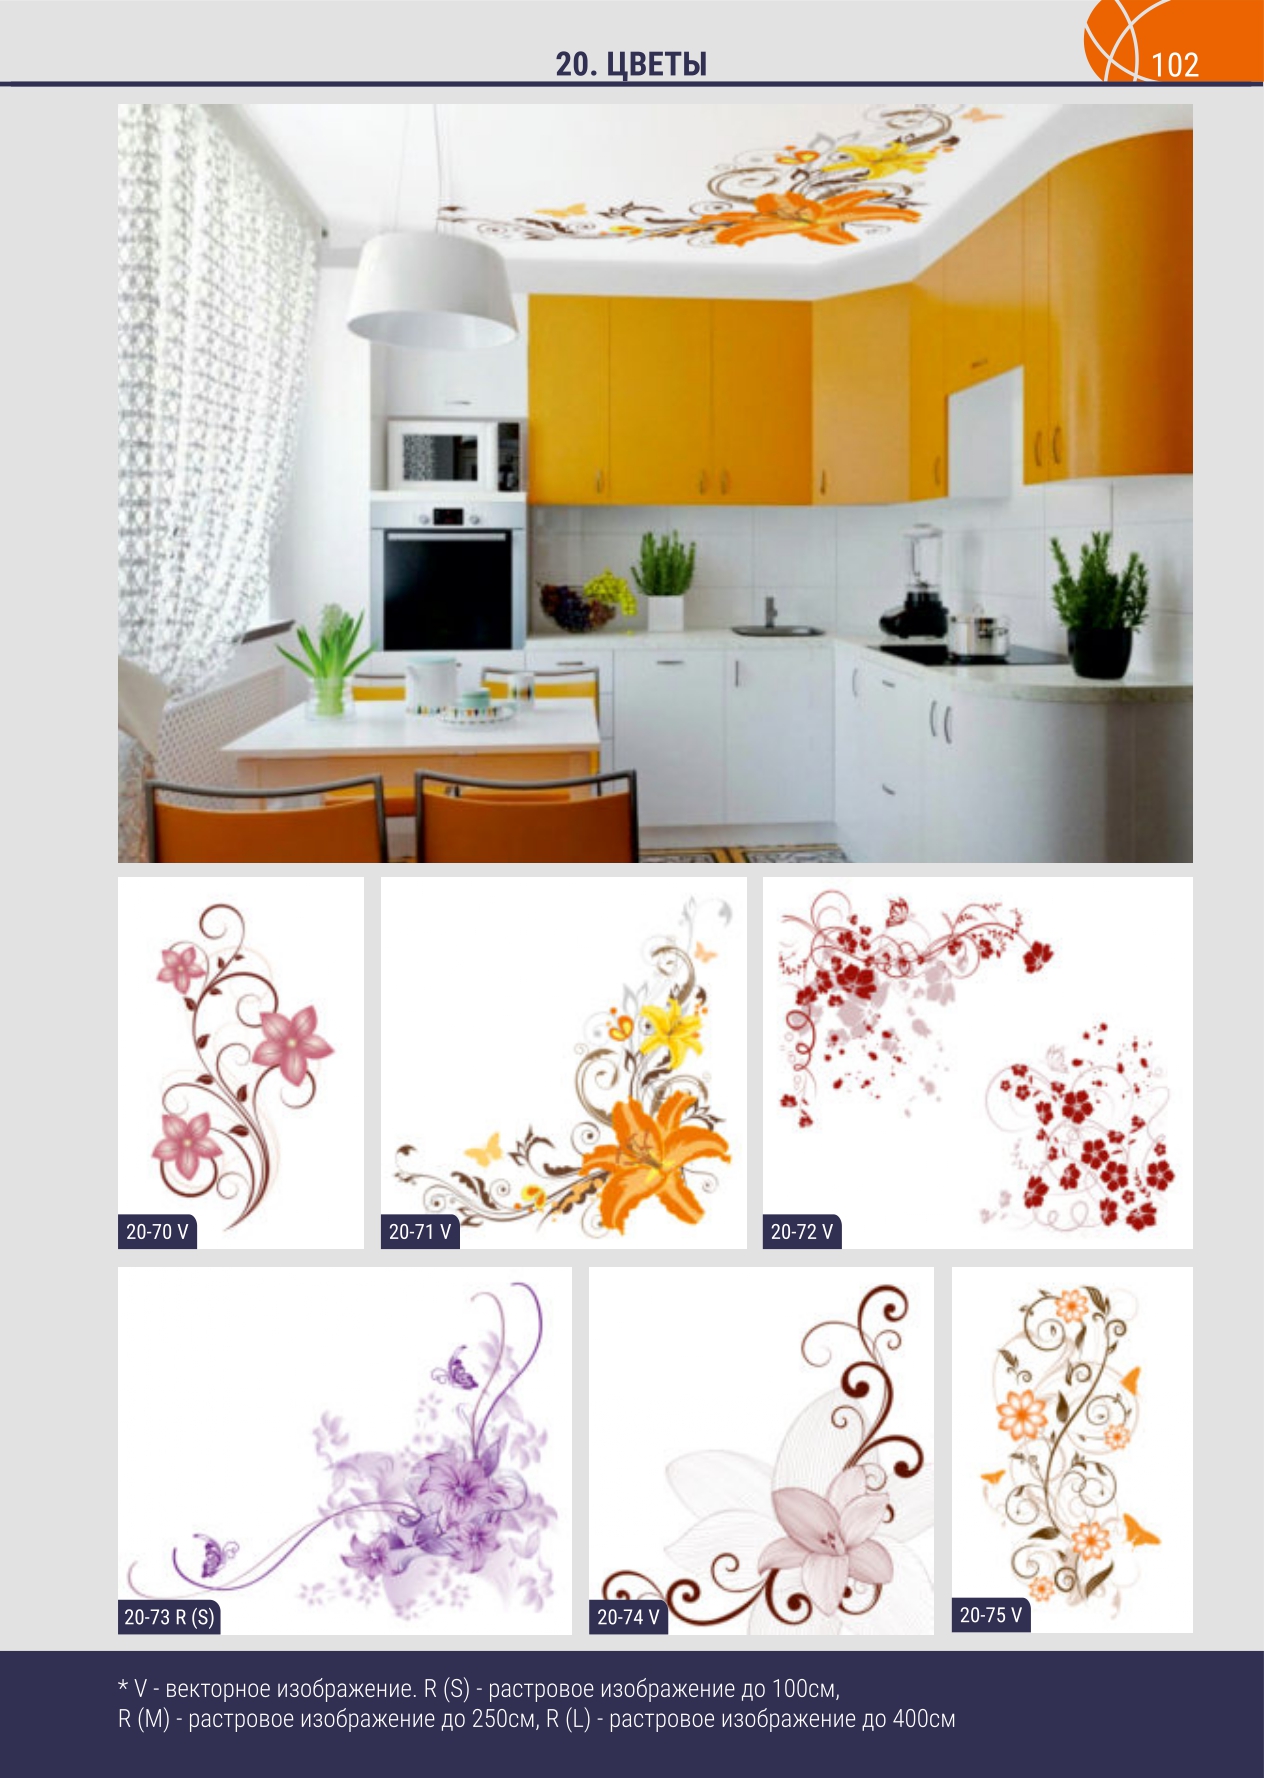 20. ЦВЕТЫ
102
20-70 V
20-71 V
20-72 V
20-73 R (S)
20-74 V
20-75 V
* V - векторное изображение. R (S) - растровое изображение до 100см,
R (M) - растровое изображение до 250см, R (L) - растровое изображение до 400см